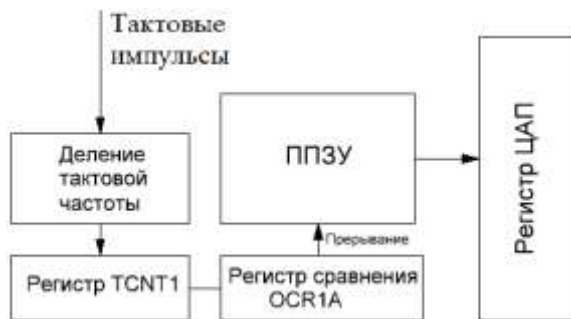 Тактовые
импульсы
Деление
тактовой
частоты
ППЗУ
Регистр ЦАП
Прерывание
Регистр TCNT1
Регистр сравнения
OCR1A